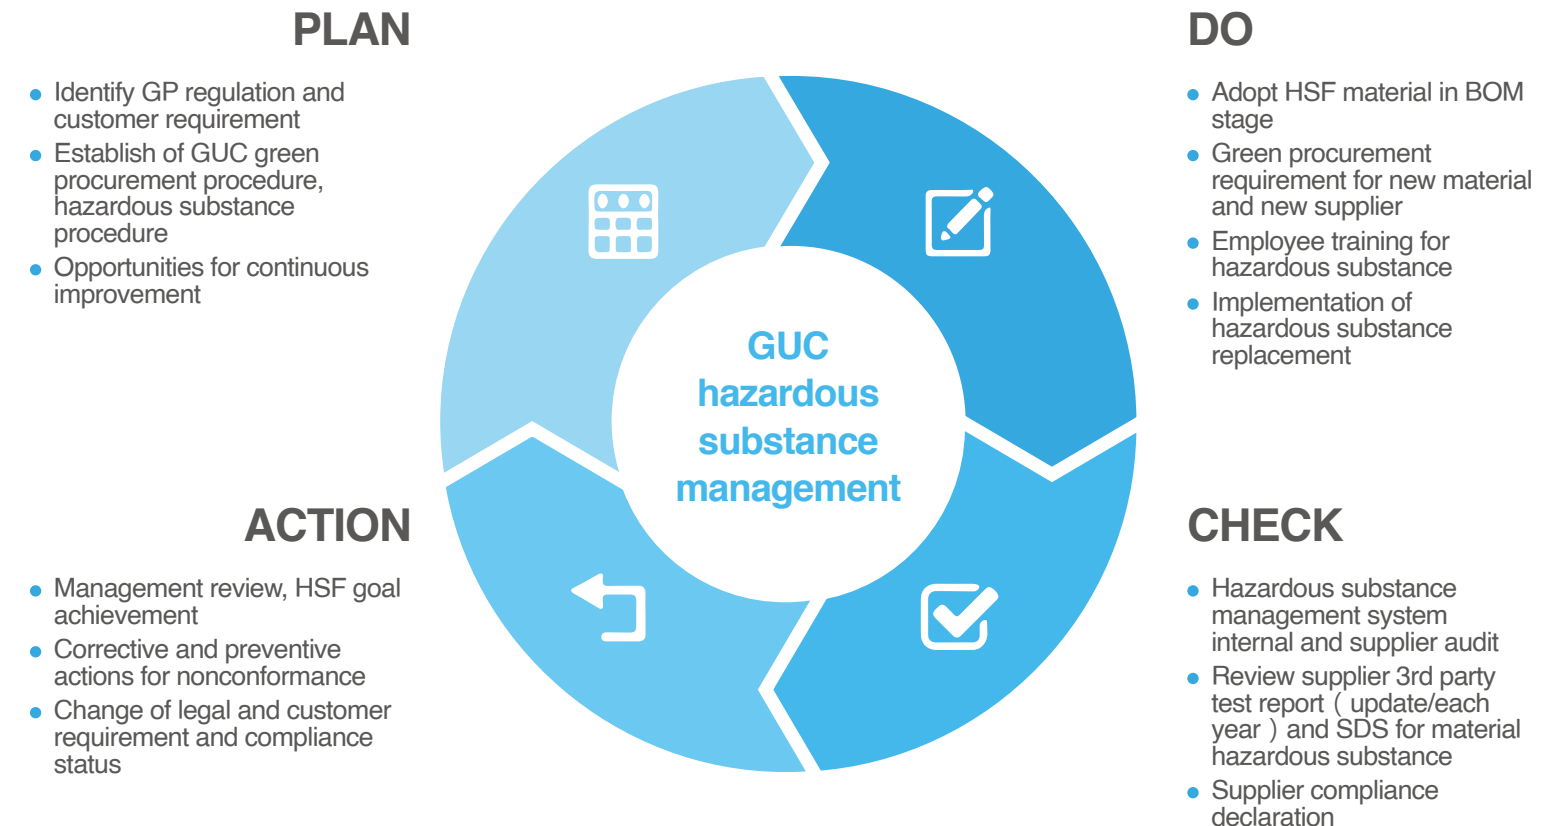 PLAN
Identify GP regulation and
customer requirement
Establish of GUC green
procurement procedure,
hazardous substance
procedure
Opportunities for continuous
improvement
DO
Adopt HSF material in BOM
stage
Green procurement
requirement for new material
and new supplier
Employee training for
hazardous substance
Implementation of
hazardous substance
replacement
GUC
hazardous
substance
management
ACTION
Management review, HSF goal
achievement
Corrective and preventive
actions for nonconformance
Change of legal and customer
requirement and compliance
status
CHECK
Hazardous substance
management system
internal and supplier audit
Review supplier 3rd party
test report ( update/each
year ) and SDS for material
hazardous substance
Supplier compliance
declaration